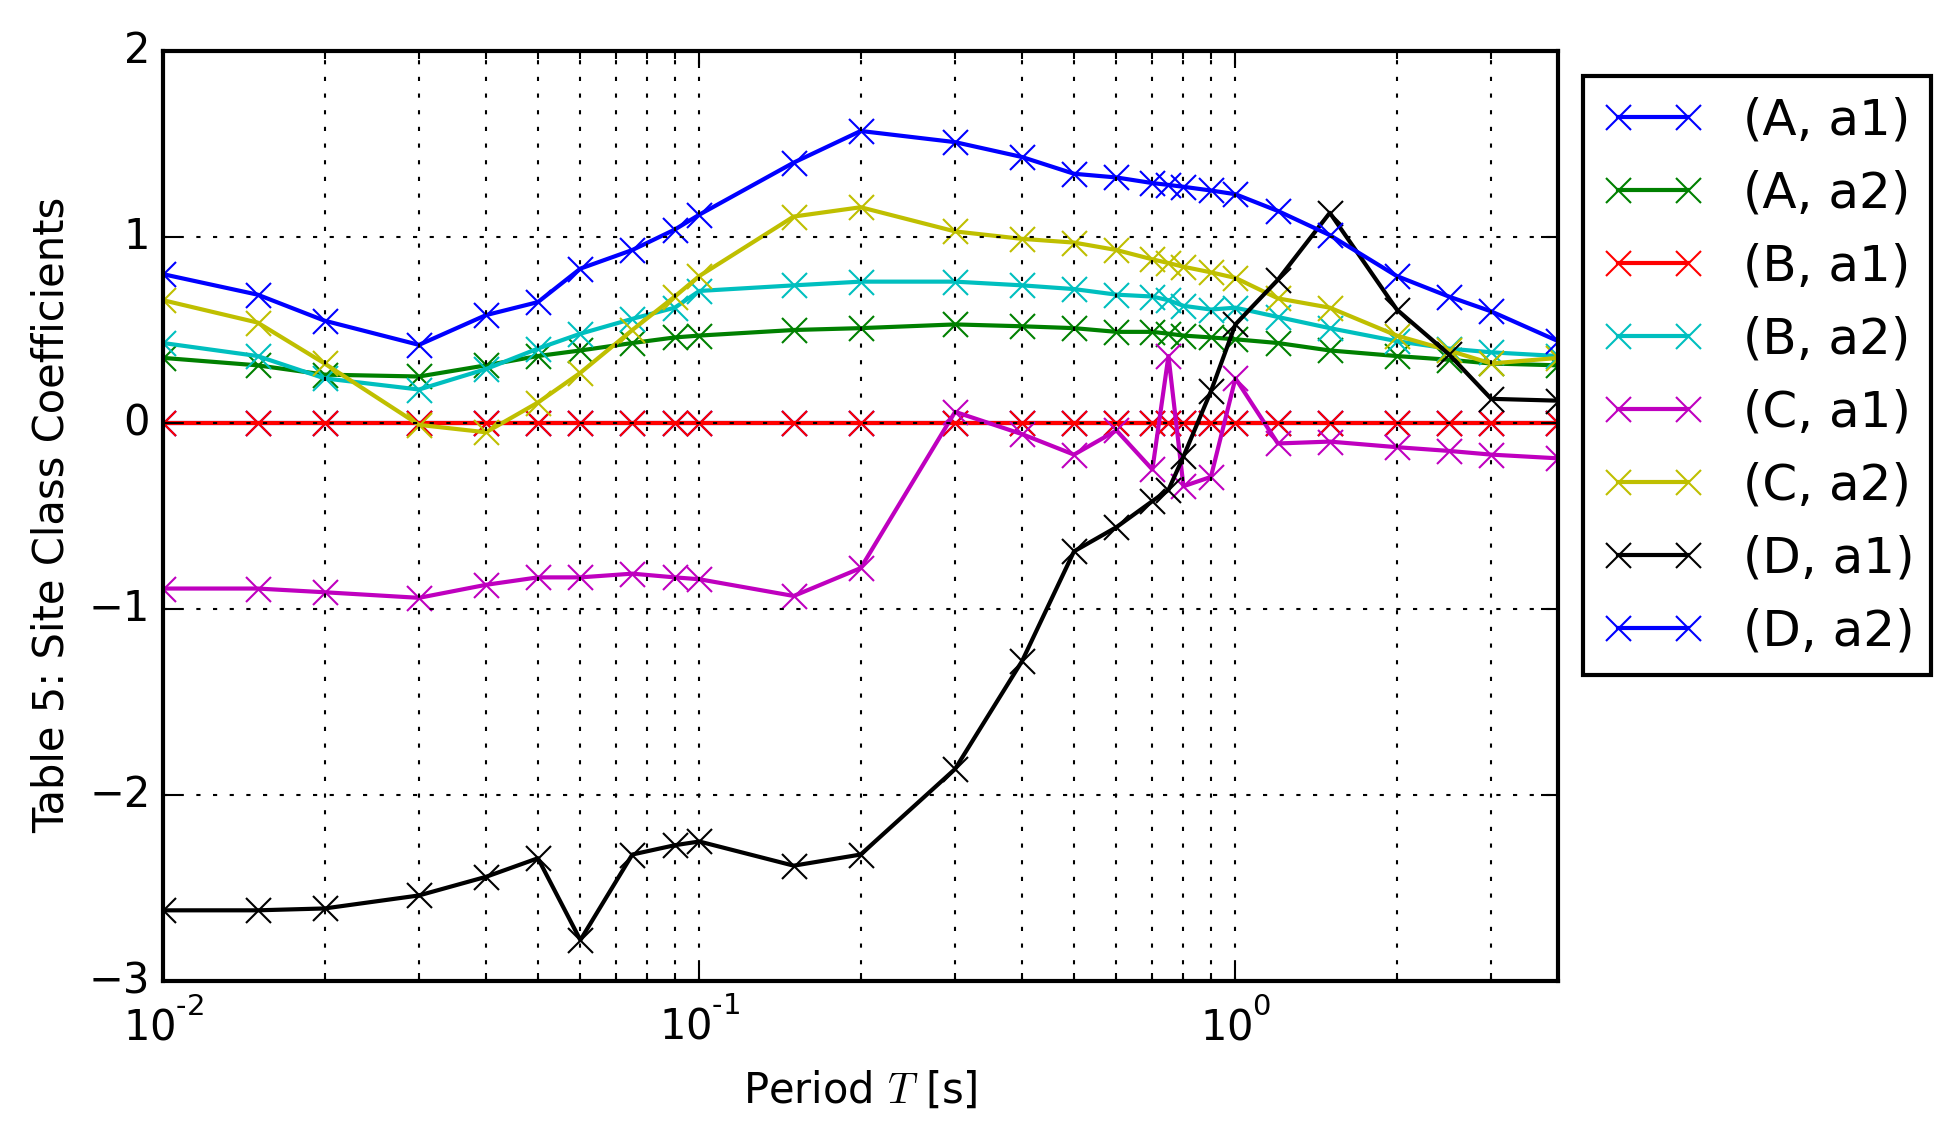 2
1
0
−1
−2
−3
Table 5: Site Class Coefficients
10^-2
10^-1
10^0
Period T [s]
(A, a1)
(A, a2)
(B, a1)
(B, a2)
(C, a1)
(C, a2)
(D, a1)
(D, a2)